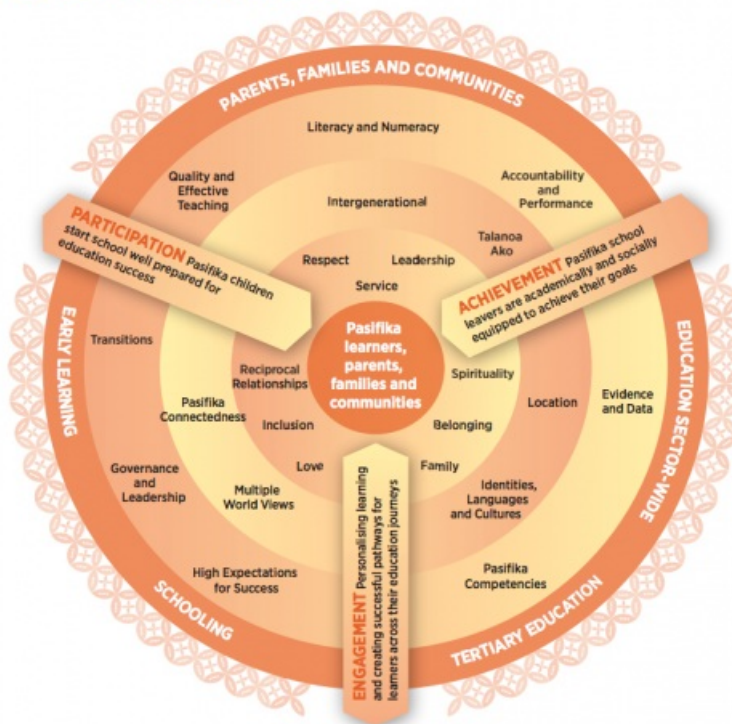 PARENTS, FAMILIES AND COMMUNITIES
Literacy and Numeracy
Quality and
Effective
Teaching
Accountability
and
Performance
Intergenerational
Talanoa
Ako
PARTICIPATION Pasifika children
start school well prepared for
education success
Respect
Leadership
Service
ACHIEVEMENT Pasifika school
leavers are academically and socially
equipped to achieve their goals
EARLY LEARNING
Transitions
Pasifika
learners,
parents,
families and
communities
Reciprocal
Relationships
Spirituality
Pasifika
Connectedness
Location
Evidence
and Data
EDUCATION SECTOR-WIDE
Inclusion
Belonging
Love
Family
Governance
and
Leadership
Multiple
World Views
Identities,
Languages
and Cultures
High Expectations
for Success
Pasifika
Competencies
ENGAGEMENT Personalising learning
and creating successful pathways for
learners across their education journeys
SCHOOLING
TERTIARY EDUCATION